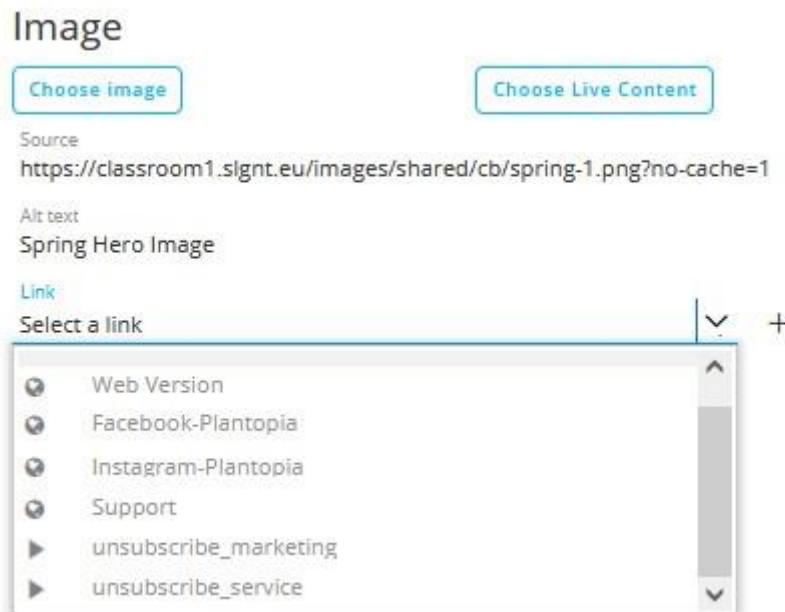 Image
Choose image
Choose Live Content
Source
https://classroom1.slgnt.eu/images/shared/cb/spring-1.png?no-cache=1
Alt text
Spring Hero Image
Link
Select a link
Web Version
Facebook-Plantopia
Instagram-Plantopia
Support
unsubscribe_marketing
unsubscribe_service